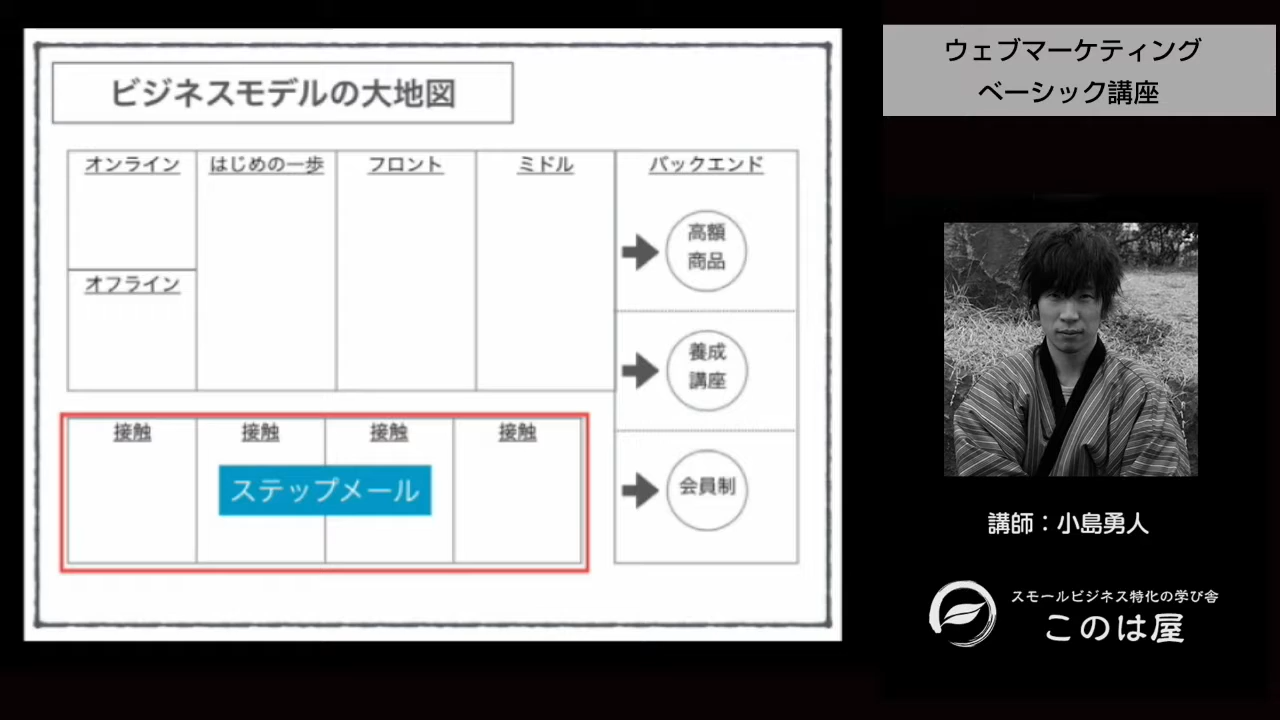 ビジネスモデルの大地図
オンライン
はじめの一歩
フロント
ミドル
バックエンド
オフライン
高額
商品
養成
講座
会員制
接触
接触
接触
接触
ステップメール
ウェブマーケティング
ベーシック講座
講師：小島勇人
スモールビジネス特化の学び舎
このは屋